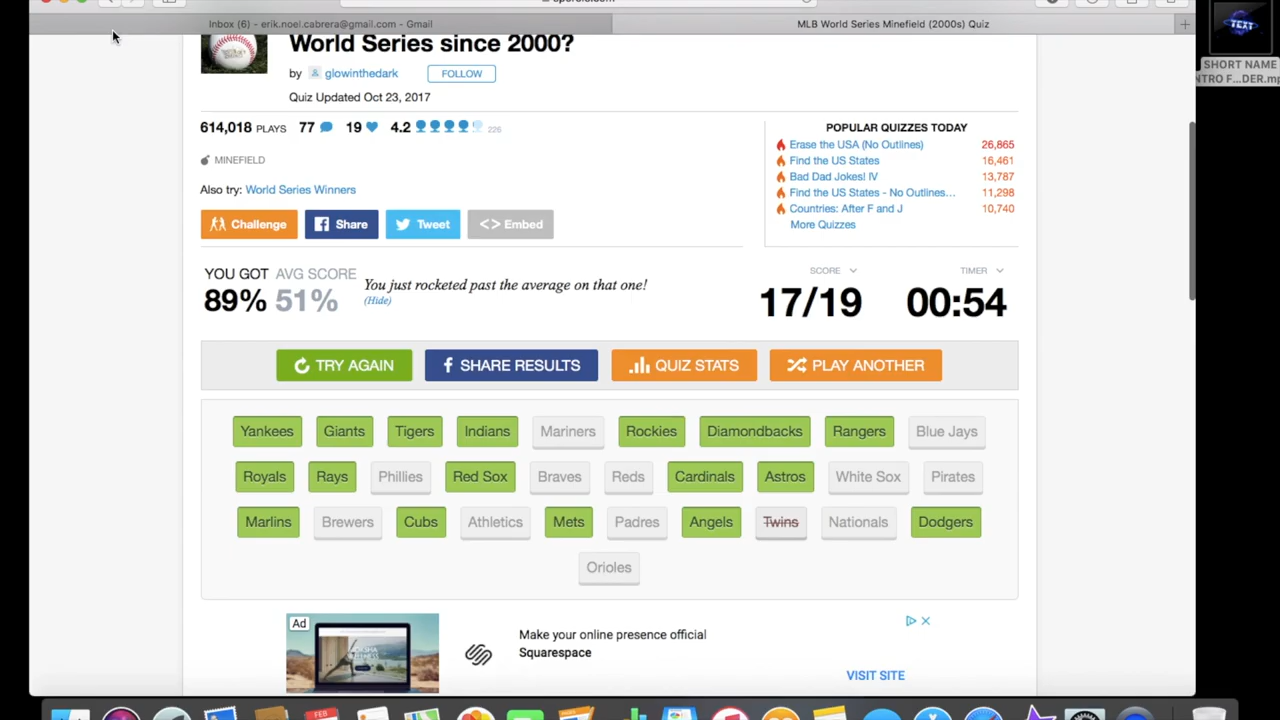 Inbox (6) - erik.noel.cabrera@gmail.com - Gmail
MLB World Series Minefield (2000s) Quiz
TEXT
SHORT NAME
World Series since 2000?
by glowinthedark FOLLOW
Quiz Updated Oct 23, 2017
614,018 PLAYS 77 19 4.2 226
POPULAR QUIZZES TODAY
Erase the USA (No Outlines) 26,865
Find the US States 16,461
Bad Dad Jokes! IV 13,787
Find the US States - No Outlines... 11,298
Countries: After F and J 10,740
More Quizzes
MINEFIELD
Also try: World Series Winners
Challenge Share Tweet <> Embed
YOU GOT AVG SCORE
89% 51%
You just rocketed past the average on that one!
(Hide)
SCORE TIMER
17/19 00:54
TRY AGAIN SHARE RESULTS QUIZ STATS PLAY ANOTHER
Yankees Giants Tigers Indians Mariners Rockies Diamondbacks Rangers Blue Jays
Royals Rays Phillies Red Sox Braves Reds Cardinals Astros White Sox Pirates
Marlins Brewers Cubs Athletics Mets Padres Angels Twins Nationals Dodgers
Orioles
Ad
Make your online presence official
Squarespace
VISIT SITE
FEB